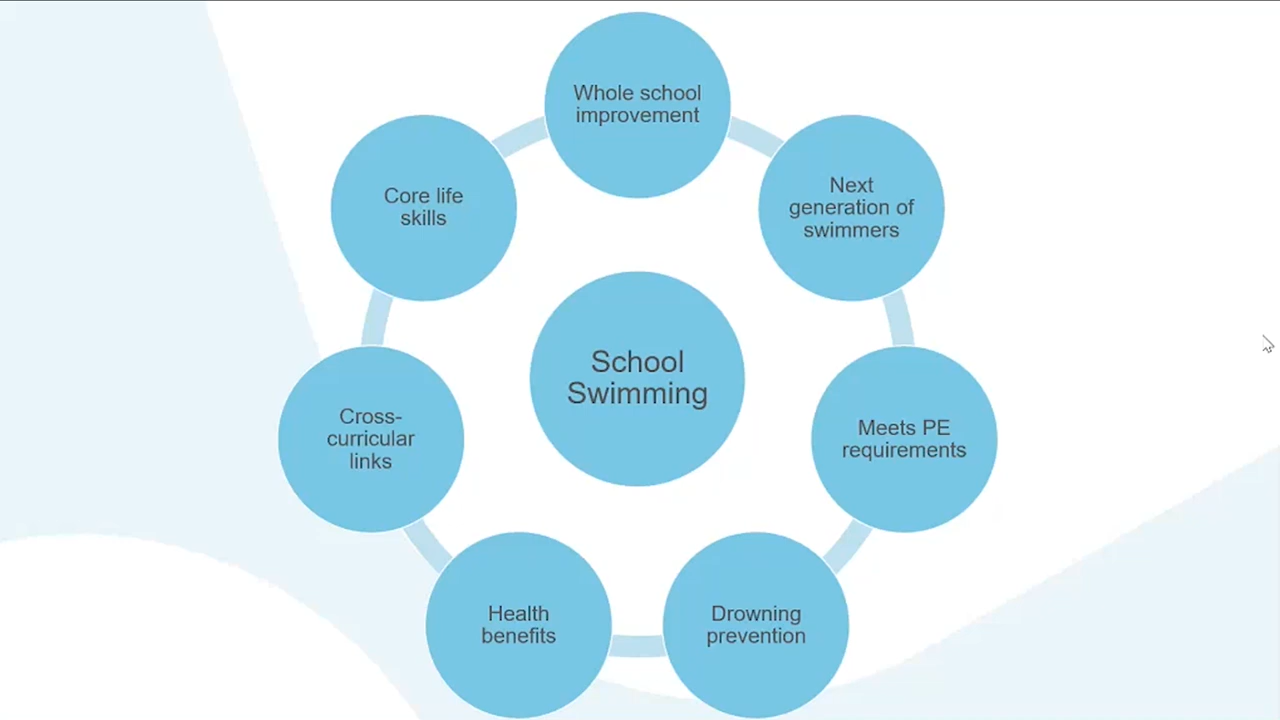 Whole school
improvement
Next
generation of
swimmers
Meets PE
requirements
Drowning
prevention
Health
benefits
Cross-
curricular
links
Core life
skills
School
Swimming